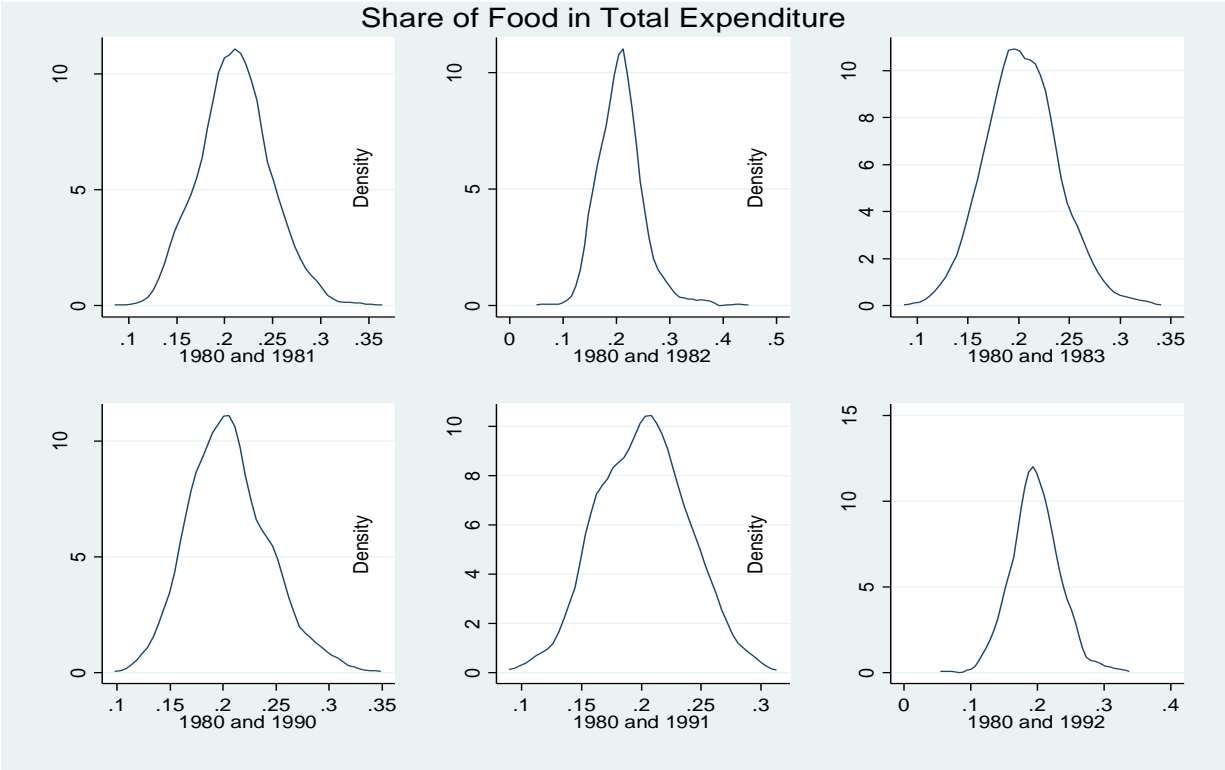 Share of Food in Total Expenditure
10
5
0
.1 .15 .2 .25 .3 .35
1980 and 1981
Density
10
5
0
0 .1 .2 .3 .4 .5
1980 and 1982
Density
10
8
6
4
2
0
.1 .15 .2 .25 .3 .35
1980 and 1983
10
5
0
.1 .15 .2 .25 .3 .35
1980 and 1990
Density
10
8
6
4
2
0
.1 .15 .2 .25 .3
1980 and 1991
Density
15
10
5
0
0 .1 .2 .3 .4
1980 and 1992